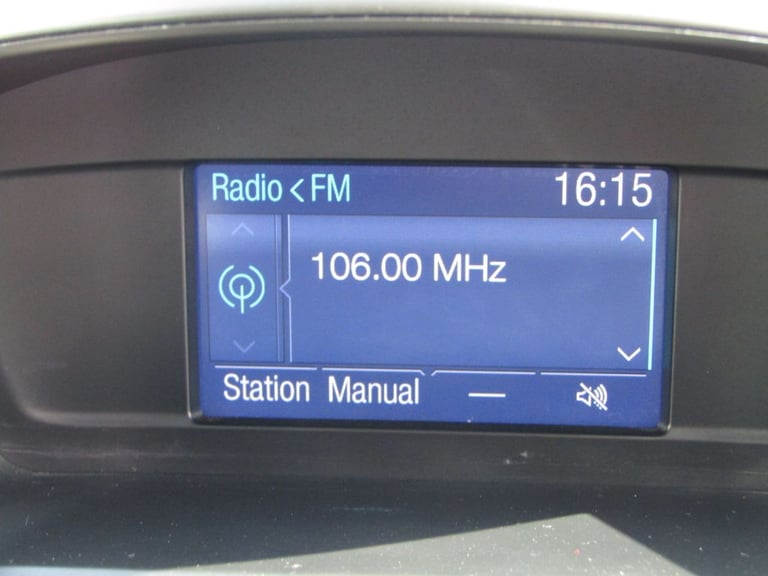 Radio < FM 16:15
106.00 MHz
Station Manual —